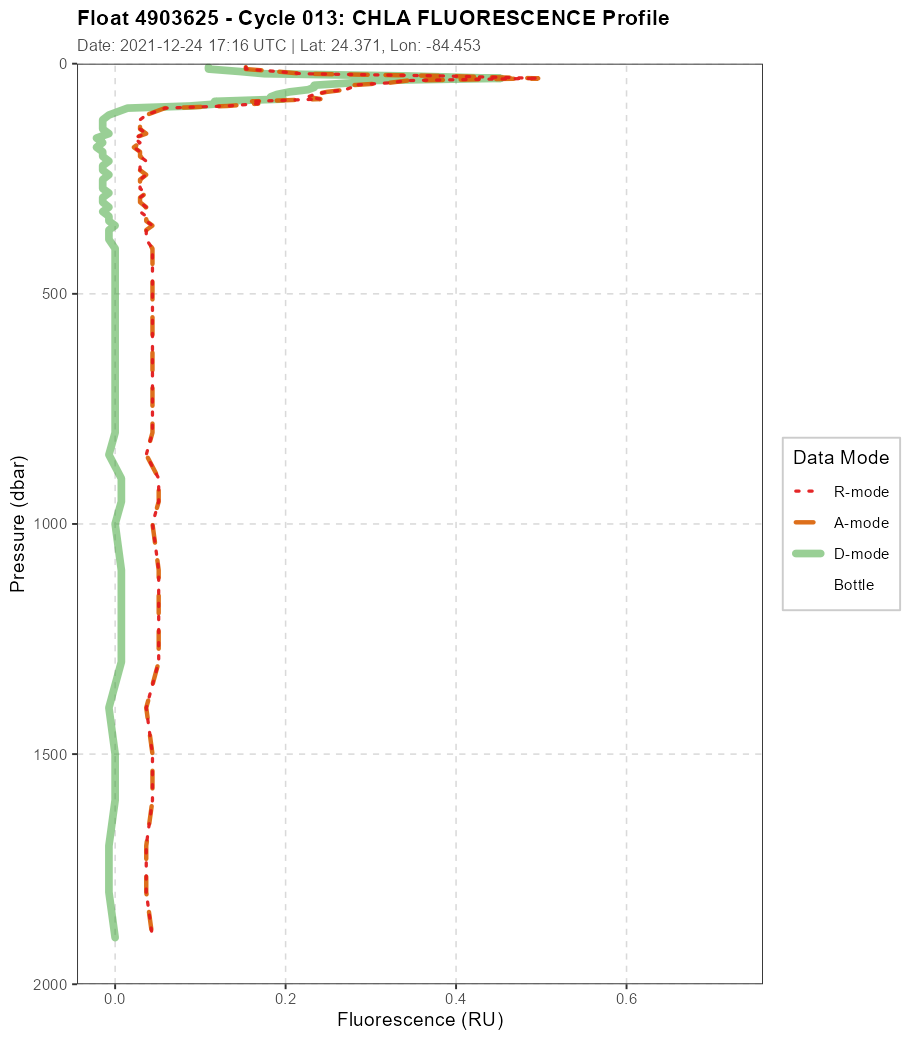 Float 4903625 - Cycle 013: CHLA FLUORESCENCE Profile
Date: 2021-12-24 17:16 UTC | Lat: 24.371, Lon: -84.453
0
500
1000
1500
2000
Pressure (dbar)
0.0 0.2 0.4 0.6
Fluorescence (RU)
Data Mode
R-mode
A-mode
D-mode
Bottle